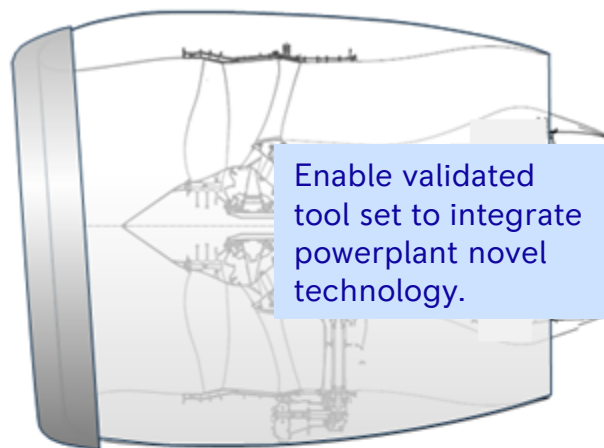 Enable validated
tool set to integrate
powerplant novel
technology.